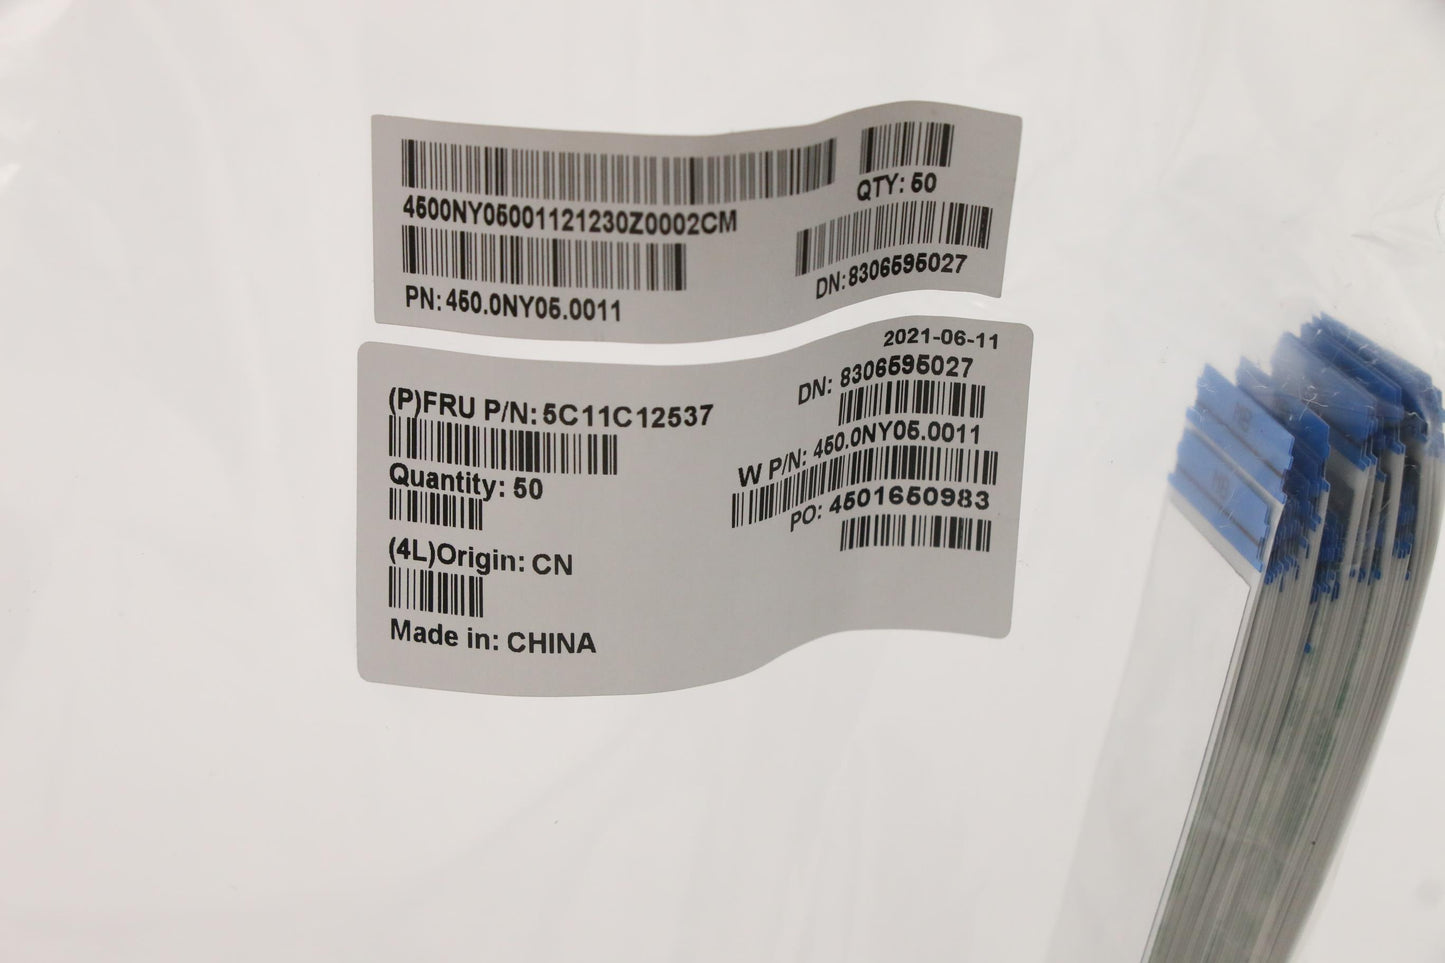 4500NY05001121230Z0002CM
QTY: 50
PN: 450.0NY05.0011
DN: 8306595027
2021-06-11
(P)FRU P/N: 5C11C12537
DN: 8306595027
Quantity: 50
W P/N: 450.0NY05.0011
PO: 4501650983
(4L)Origin: CN
Made in: CHINA